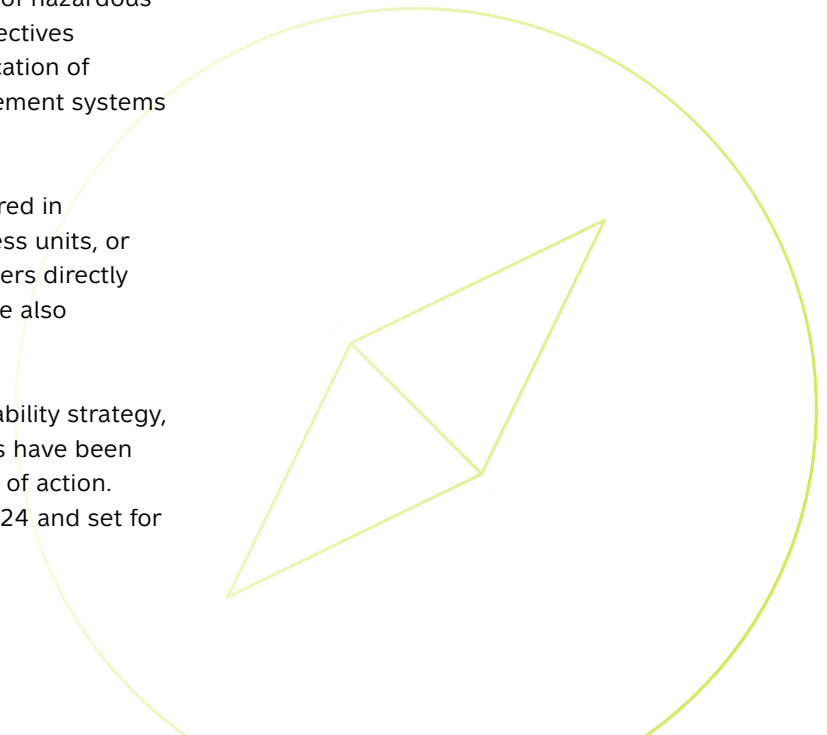 of hazardous
ectives
cation of
ement systems
red in
ess units, or
ers directly
e also
ability strategy,
s have been
of action.
24 and set for